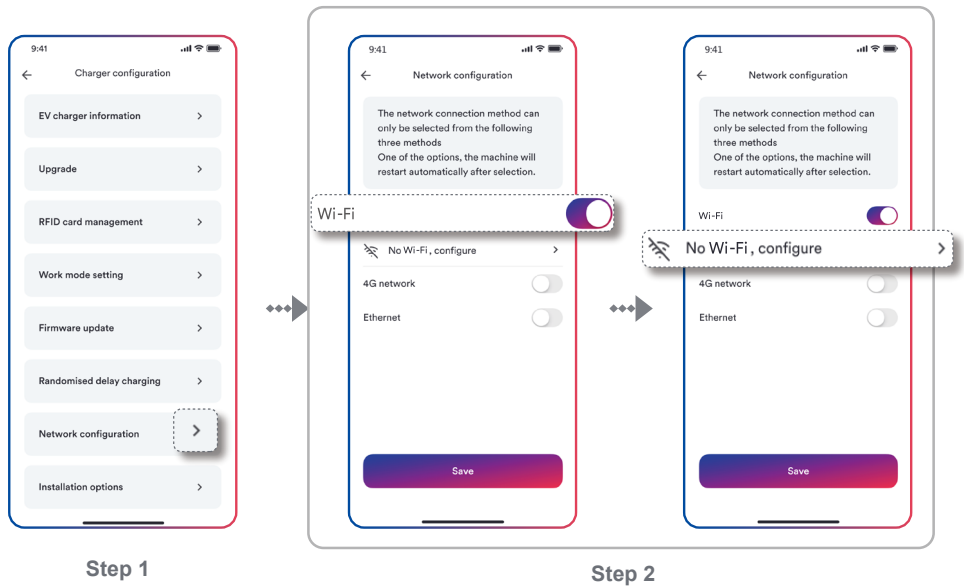 9:41
Charger configuration
EV charger information
Upgrade
RFID card management
Work mode setting
Firmware update
Randomised delay charging
Network configuration
Installation options
Step 1
9:41
Network configuration
The network connection method can
only be selected from the following
three methods
One of the options, the machine will
restart automatically after selection.
Wi-Fi
No Wi-Fi, configure
4G network
Ethernet
Save
9:41
Network configuration
The network connection method can
only be selected from the following
three methods
One of the options, the machine will
restart automatically after selection.
Wi-Fi
No Wi-Fi, configure
4G network
Ethernet
Save
Step 2